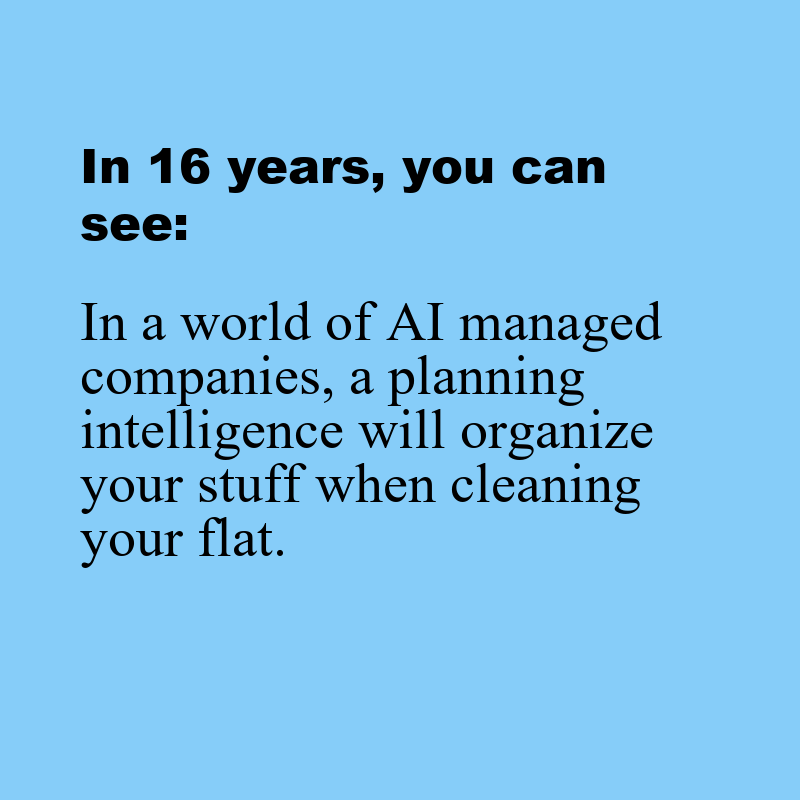 In 16 years, you can
see:
In a world of AI managed
companies, a planning
intelligence will organize
your stuff when cleaning
your flat.